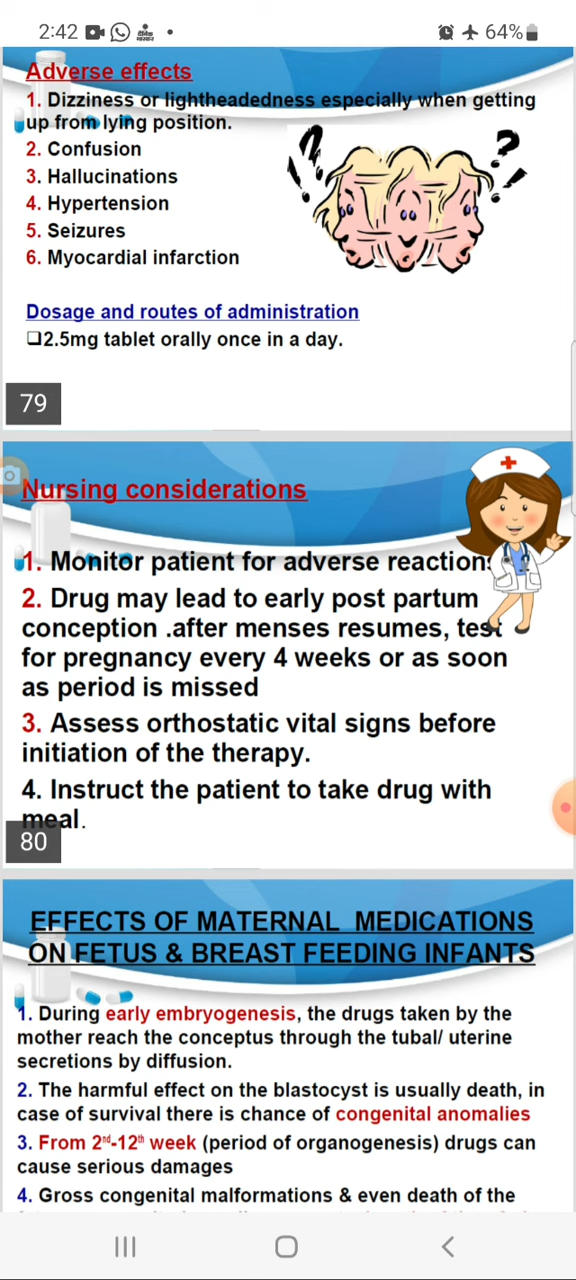 2:42 64%
Adverse effects
1. Dizziness or lightheadedness especially when getting
up from lying position.
2. Confusion
3. Hallucinations
4. Hypertension
5. Seizures
6. Myocardial infarction
Dosage and routes of administration
❑2.5mg tablet orally once in a day.
79
Nursing considerations
1. Monitor patient for adverse reactions
2. Drug may lead to early post partum
conception .after menses resumes, test
for pregnancy every 4 weeks or as soon
as period is missed
3. Assess orthostatic vital signs before
initiation of the therapy.
4. Instruct the patient to take drug with
meal.
80
EFFECTS OF MATERNAL MEDICATIONS
ON FETUS & BREAST FEEDING INFANTS
1. During early embryogenesis, the drugs taken by the
mother reach the conceptus through the tubal/ uterine
secretions by diffusion.
2. The harmful effect on the blastocyst is usually death, in
case of survival there is chance of congenital anomalies
3. From 2nd-12th week (period of organogenesis) drugs can
cause serious damages
4. Gross congenital malformations & even death of the